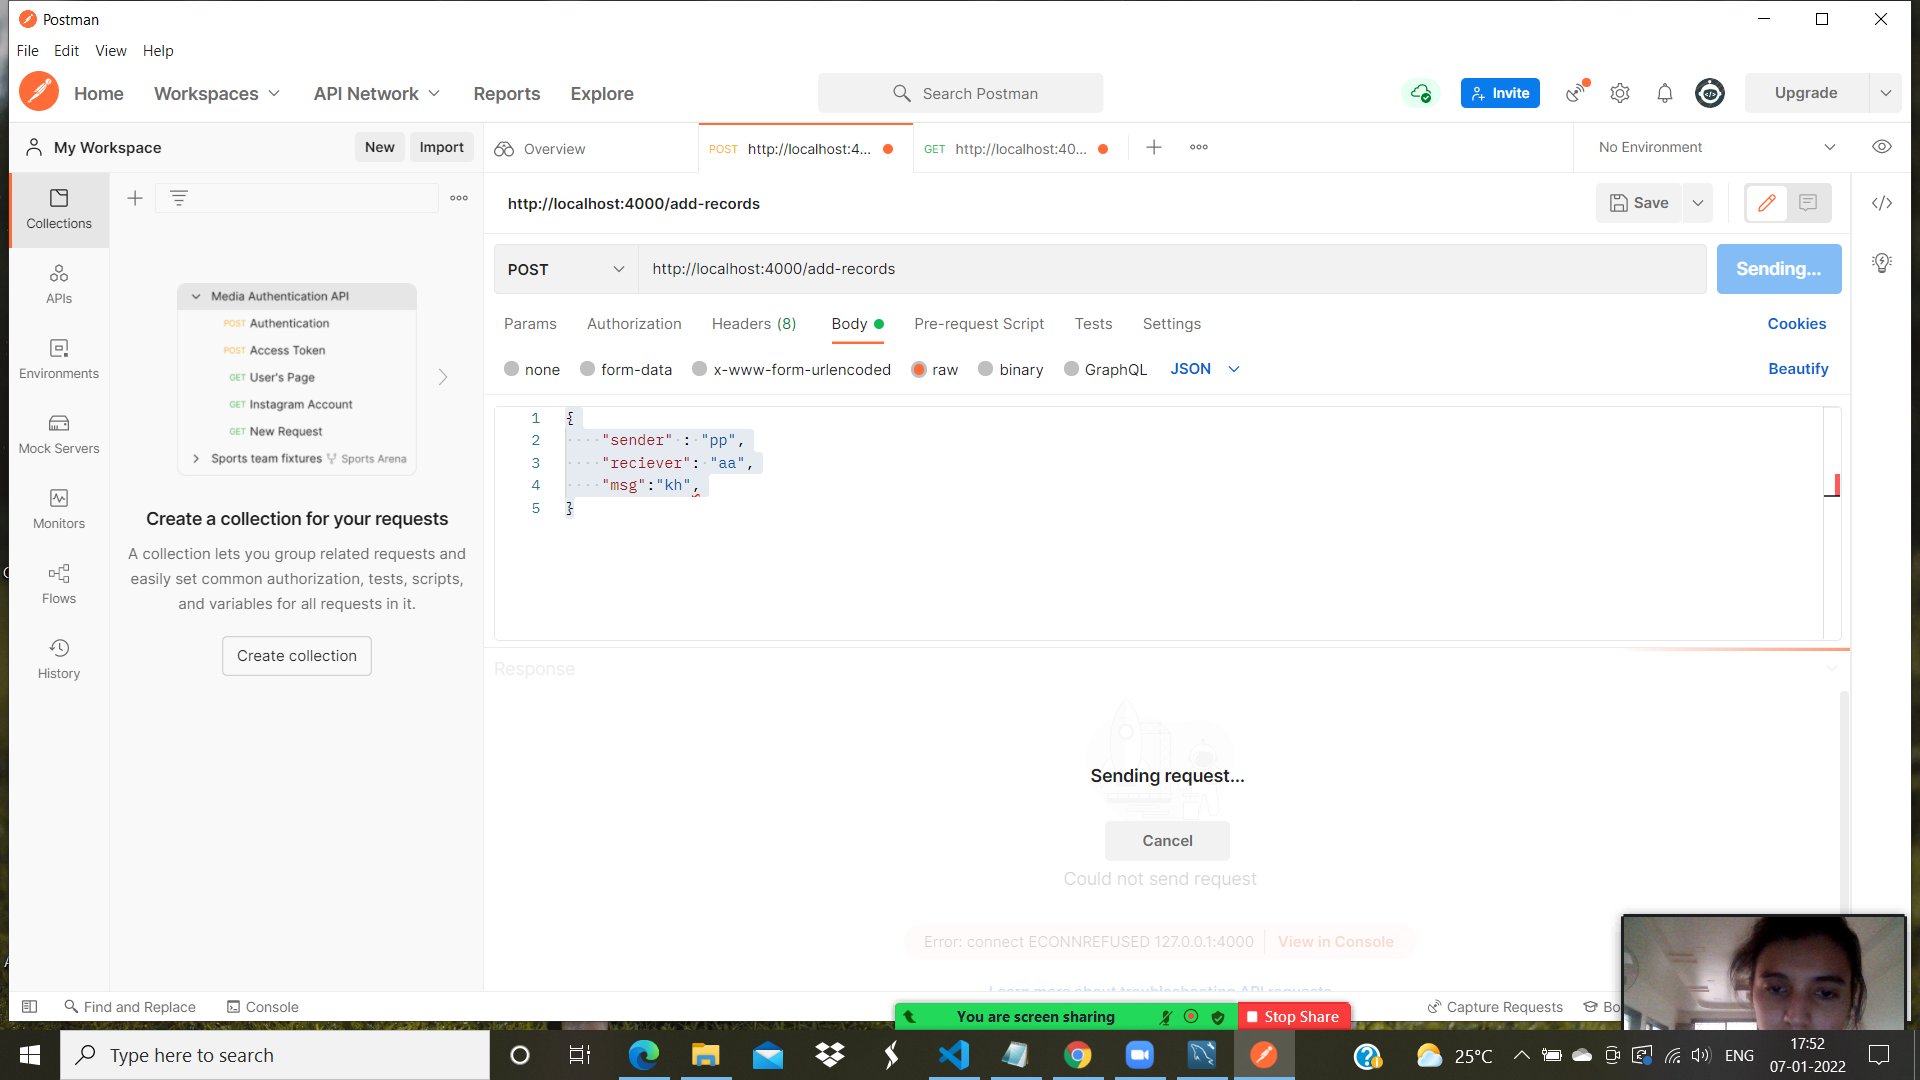 Postman
File Edit View Help
Home Workspaces API Network Reports Explore
Search Postman
Invite
Upgrade
My Workspace
New Import
Overview
POST http://localhost:4...
GET http://localhost:40...
No Environment
Collections
APIs
Environments
Mock Servers
Monitors
Flows
History
Media Authentication API
POST Authentication
POST Access Token
GET User's Page
GET Instagram Account
GET New Request
Sports team fixtures Sports Arena
Create a collection for your requests
A collection lets you group related requests and
easily set common authorization, tests, scripts,
and variables for all requests in it.
Create collection
http://localhost:4000/add-records
Save
POST http://localhost:4000/add-records Sending...
Params Authorization Headers (8) Body Pre-request Script Tests Settings Cookies
none form-data x-www-form-urlencoded raw binary GraphQL JSON Beautify
1 {
2 "sender" : "pp",
3 "reciever": "aa",
4 "msg":"kh",
5 }
Response
Sending request...
Cancel
Could not send request
Error: connect ECONNREFUSED 127.0.0.1:4000 View in Console
Learn more about troubleshooting API requests
Find and Replace Console
Capture Requests Bo
You are screen sharing Stop Share
Type here to search
25°C ENG
17:52
07-01-2022